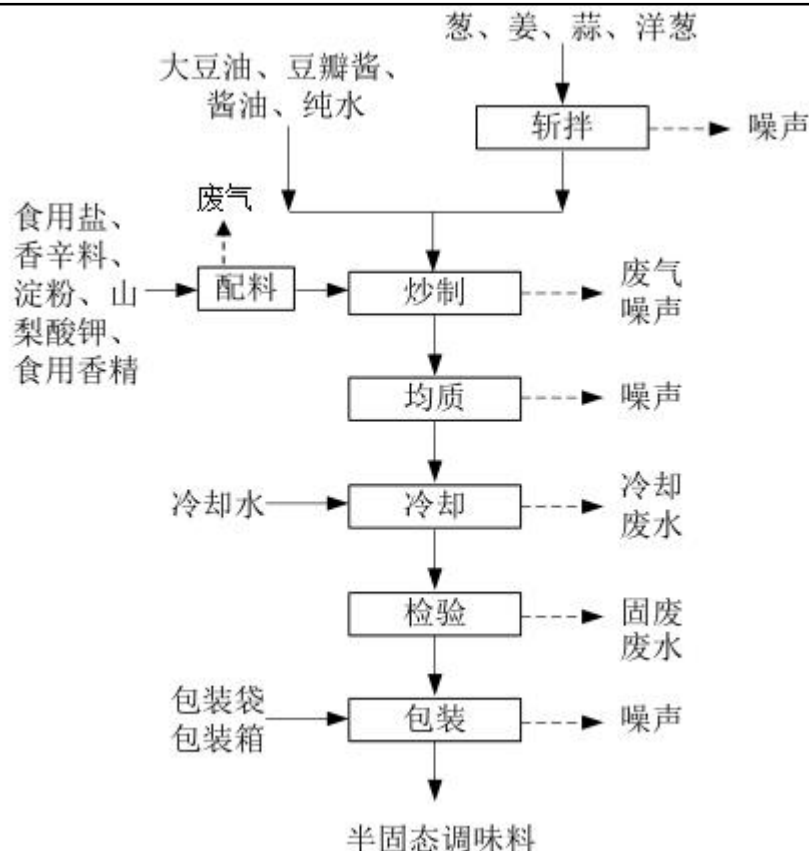 葱、姜、蒜、洋葱
大豆油、豆瓣酱、
酱油、纯水
斩拌
噪声
废气
食用盐、
香辛料、
淀粉、山
梨酸钾、
食用香精
配料
炒制
废气
噪声
均质
噪声
冷却水
冷却
冷却
废水
检验
固废
废水
包装袋
包装箱
包装
噪声
半固态调味料